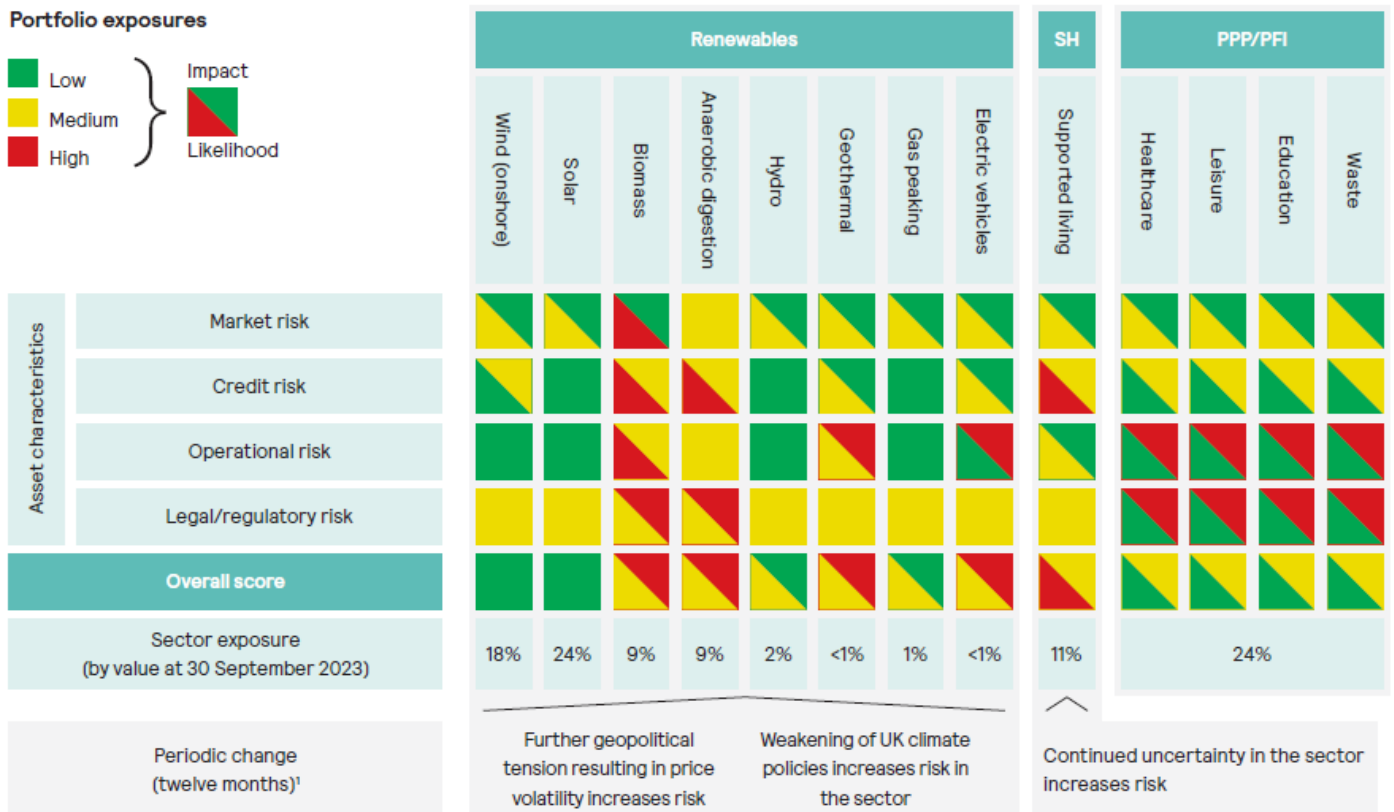 Portfolio exposures
Low
Medium
High
Impact
Likelihood
Renewables
SH
PPP/PFI
Wind (onshore)
Solar
Biomass
Anaerobic digestion
Hydro
Geothermal
Gas peaking
Electric vehicles
Supported living
Healthcare
Leisure
Education
Waste
Asset characteristics
Market risk
Credit risk
Operational risk
Legal/regulatory risk
Overall score
Sector exposure
(by value at 30 September 2023)
18%
24%
9%
9%
2%
<1%
1%
<1%
11%
24%
Periodic change
(twelve months)¹
Further geopolitical
tension resulting in price
volatility increases risk
Weakening of UK climate
policies increases risk in
the sector
Continued uncertainty in the sector
increases risk